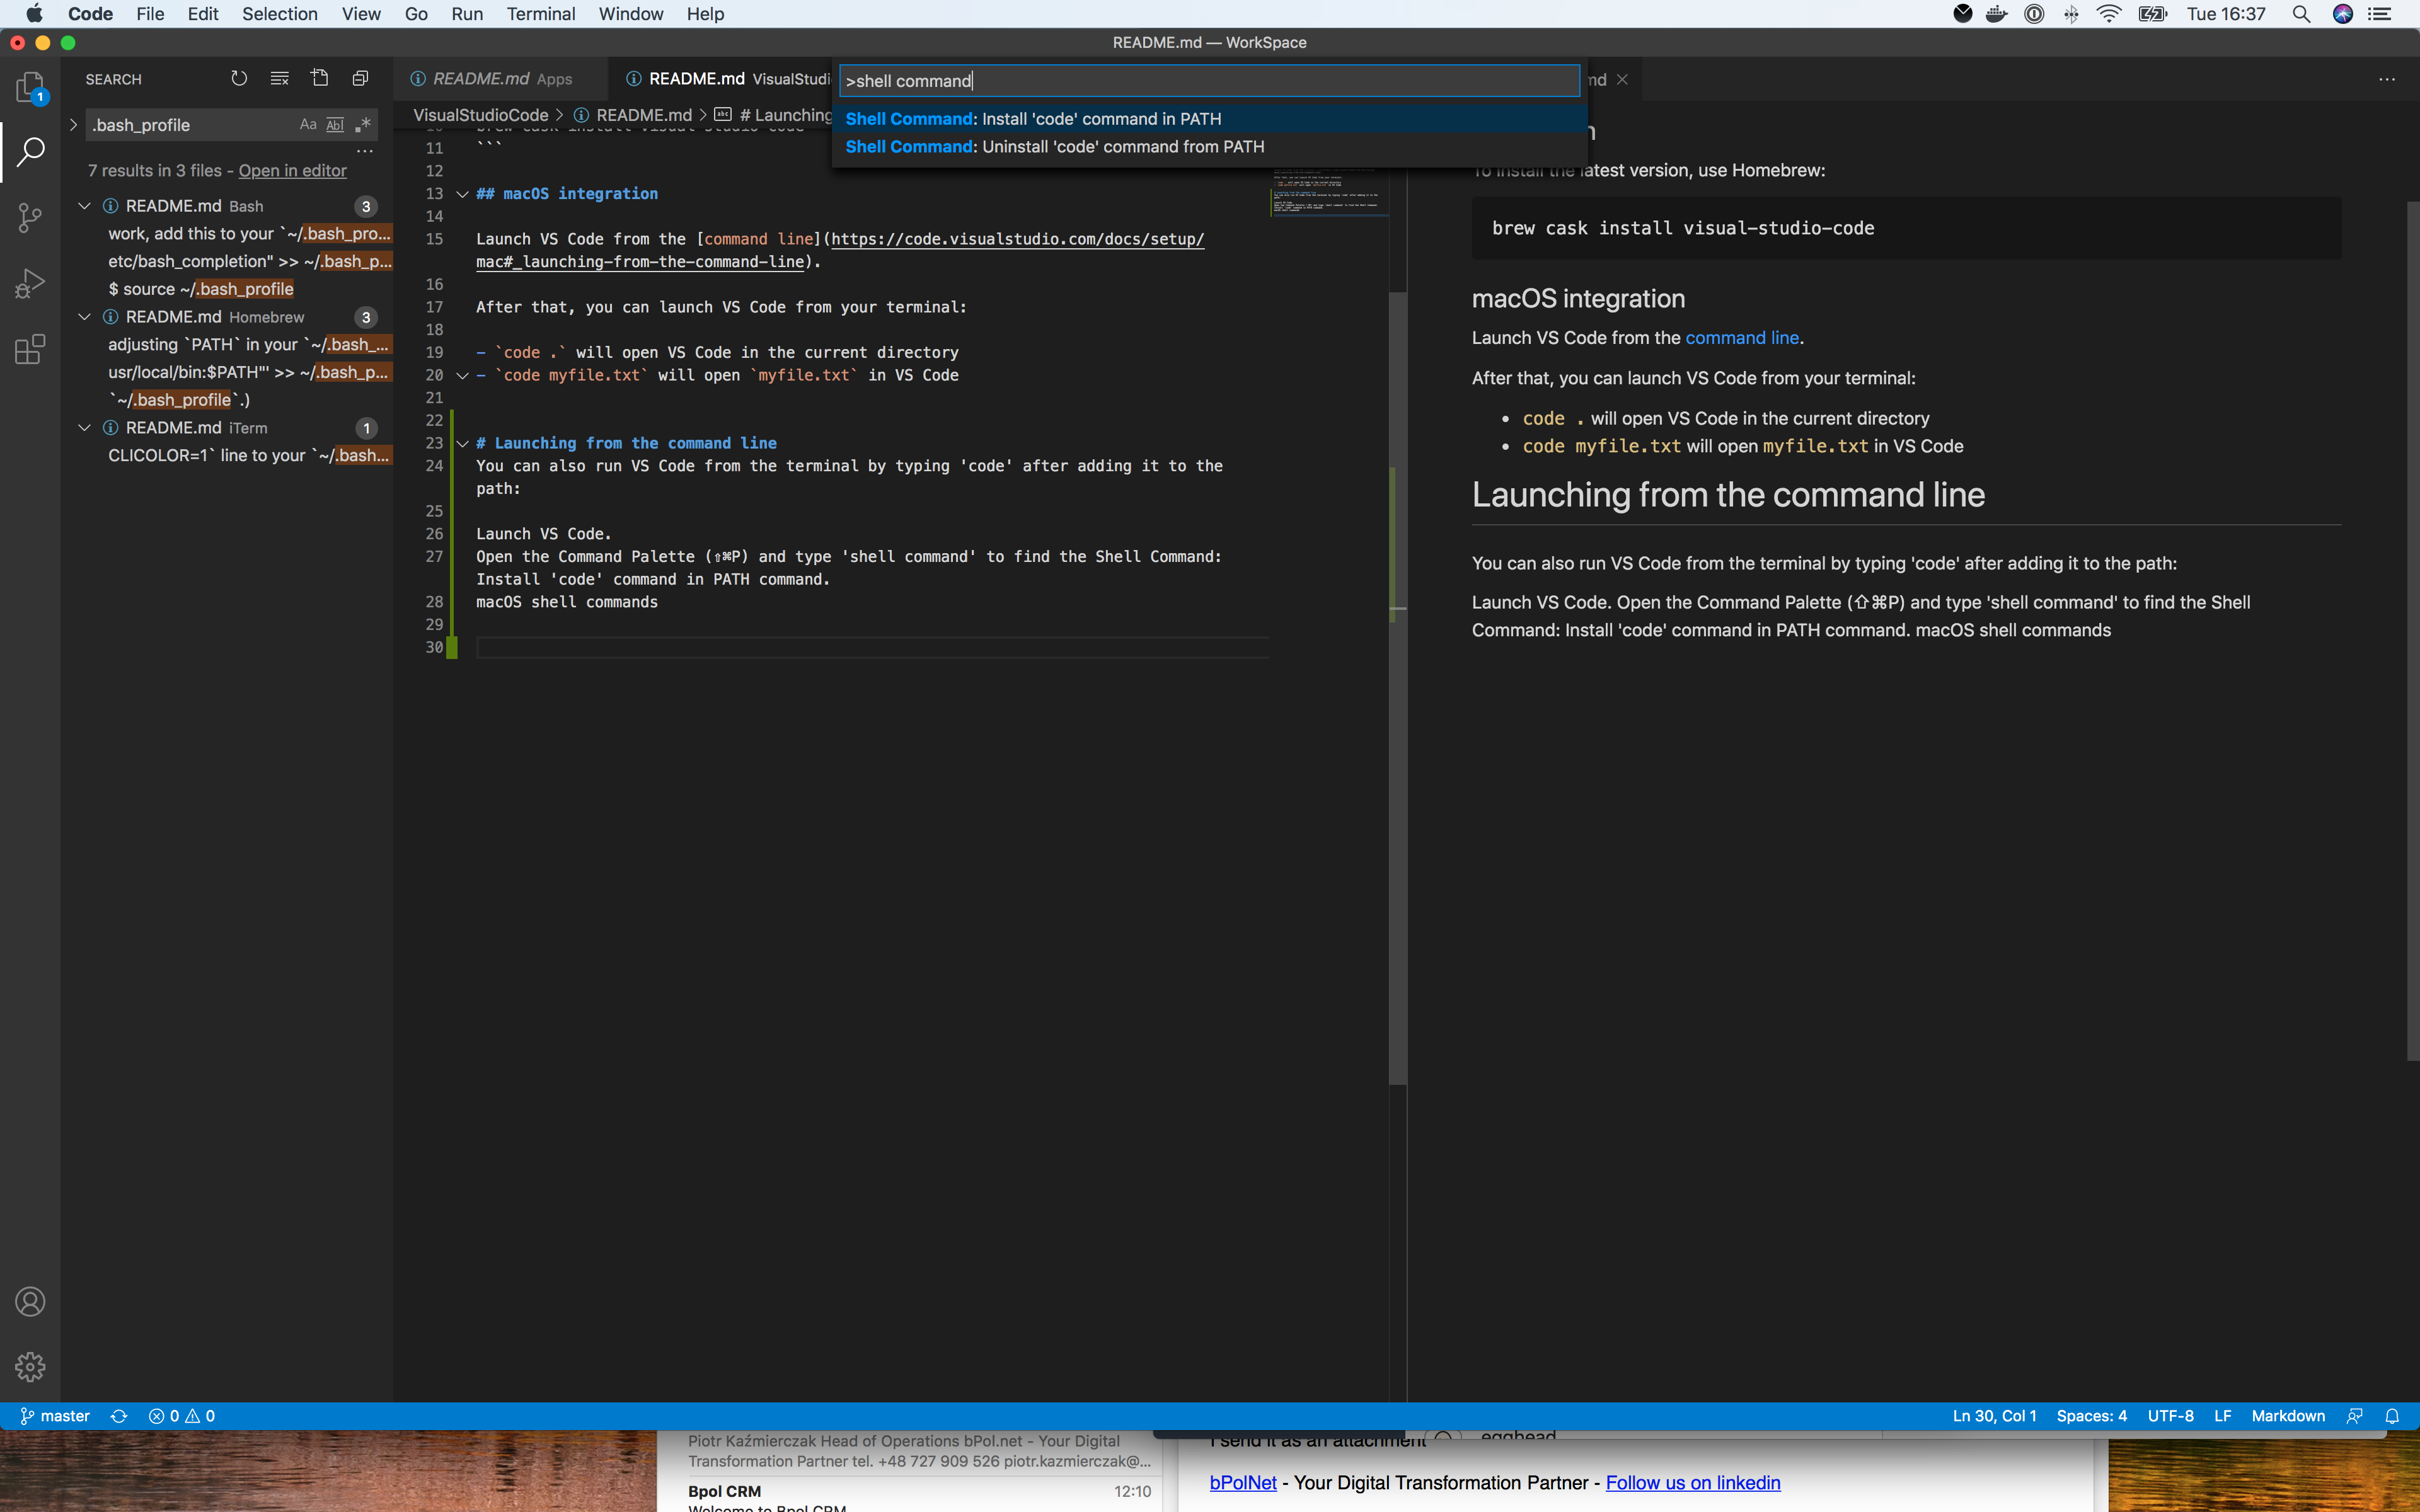 Code File Edit Selection View Go Run Terminal Window Help
Tue 16:37
README.md — WorkSpace
SEARCH
.bash_profile
Aa Abl .*
7 results in 3 files - Open in editor
README.md Bash 3
work, add this to your `~/.bash_pro...
etc/bash_completion" >> ~/.bash_p...
$ source ~/.bash_profile
README.md Homebrew 3
adjusting `PATH` in your `~/.bash_...
usr/local/bin:$PATH"' >> ~/.bash_p...
`~/.bash_profile`.)
README.md iTerm 1
CLICOLOR=1` line to your `~/.bash...
1
README.md Apps
README.md VisualStudi
md
>shell command
Shell Command: Install 'code' command in PATH
Shell Command: Uninstall 'code' command from PATH
VisualStudioCode > README.md > # Launching
brew cask install visual-studio-code
11 ```
12
13 ## macOS integration
14
15 Launch VS Code from the [command line](https://code.visualstudio.com/docs/setup/
mac#_launching-from-the-command-line).
16
17 After that, you can launch VS Code from your terminal:
18
19 - `code .` will open VS Code in the current directory
20 - `code myfile.txt` will open `myfile.txt` in VS Code
21
22
23 # Launching from the command line
24 You can also run VS Code from the terminal by typing 'code' after adding it to the
path:
25
26 Launch VS Code.
27 Open the Command Palette (⇧⌘P) and type 'shell command' to find the Shell Command:
Install 'code' command in PATH command.
28 macOS shell commands
29
30
To install the latest version, use Homebrew:
brew cask install visual-studio-code
macOS integration
Launch VS Code from the command line.
After that, you can launch VS Code from your terminal:
• code . will open VS Code in the current directory
• code myfile.txt will open myfile.txt in VS Code
Launching from the command line
You can also run VS Code from the terminal by typing 'code' after adding it to the path:
Launch VS Code. Open the Command Palette (⇧⌘P) and type 'shell command' to find the Shell
Command: Install 'code' command in PATH command. macOS shell commands
master 0 0
Ln 30, Col 1 Spaces: 4 UTF-8 LF Markdown
Piotr Kaźmierczak Head of Operations bPol.net - Your Digital
Transformation Partner tel. +48 727 909 526 piotr.kazmierczak@...
Bpol CRM 12:10
Welcome to Bpol CRM
I send it as an attachment
egghead
bPolNet - Your Digital Transformation Partner - Follow us on linkedin